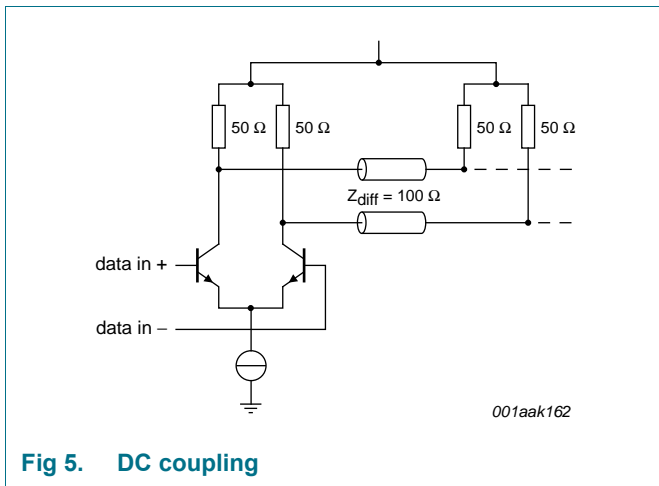 50 Ω 50 Ω 50 Ω 50 Ω
Zdiff = 100 Ω
data in +
data in −
001aak162
Fig 5. DC coupling